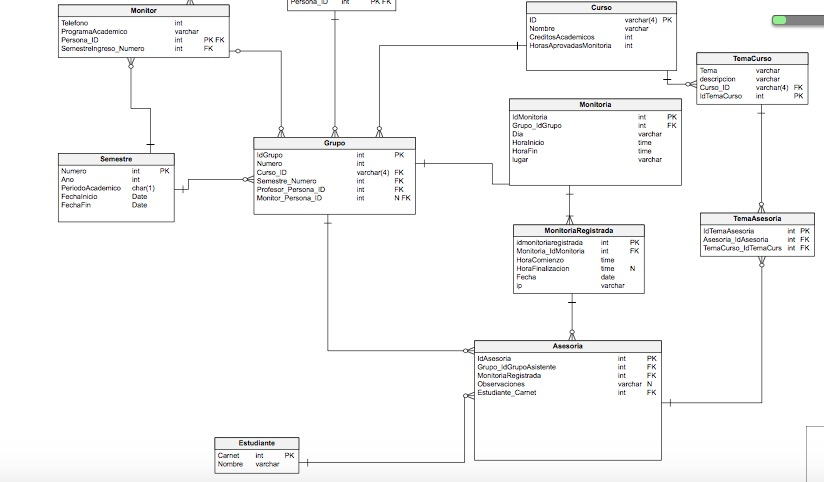 Monitor
Telefono int
ProgramaAcademico varchar
Persona_ID int PK FK
SemestreIngreso_Numero int FK
Persona_ID int PK FK
Curso
ID varchar(4) PK
Nombre varchar
CreditosAcademicos int
HorasAprovadasMonitoria int
TemaCurso
Tema varchar
descripcion varchar
Curso_ID varchar(4) FK
IdTemaCurso int PK
Monitoria
IdMonitoria int PK
Grupo_IdGrupo int FK
Dia varchar
HoraInicio time
HoraFin time
lugar varchar
Semestre
Numero int PK
Ano int
PeriodoAcademico char(1)
FechaInicio Date
FechaFin Date
Grupo
IdGrupo int PK
Numero int
Curso_ID varchar(4) FK
Semestre_Numero int FK
Profesor_Persona_ID int FK
Monitor_Persona_ID int N FK
MonitoriaRegistrada
idmonitoriaregistrada int PK
Monitoria_IdMonitoria int FK
HoraComienzo time
HoraFinalizacion time N
Fecha date
ip varchar
TemaAsesoria
IdTemaAsesoria int PK
Asesoria_IdAsesoria int FK
TemaCurso_IdTemaCurs int FK
Asesoria
IdAsesoria int PK
Grupo_IdGrupoAsistente int FK
MonitoriaRegistrada int FK
Observaciones varchar N
Estudiante_Carnet int FK
Estudiante
Carnet int PK
Nombre varchar